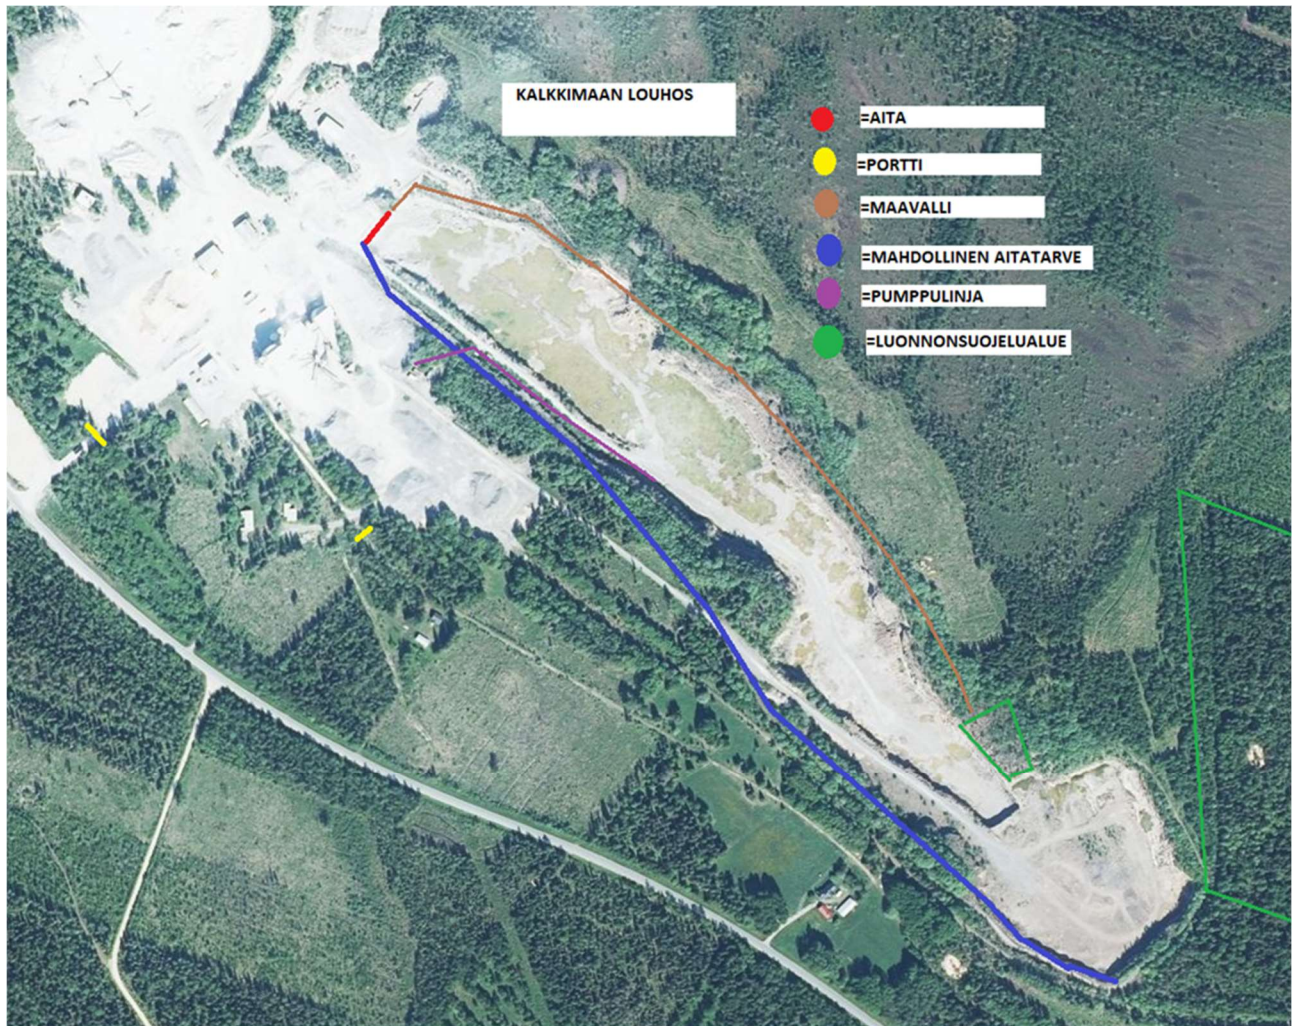 KALKKIMAAN LOUHOS
=AITA
=PORTTI
=MAAVALLI
=MAHDOLLINEN AITATARVE
=PUMPPULINJA
=LUONNONSUOJELUALUE